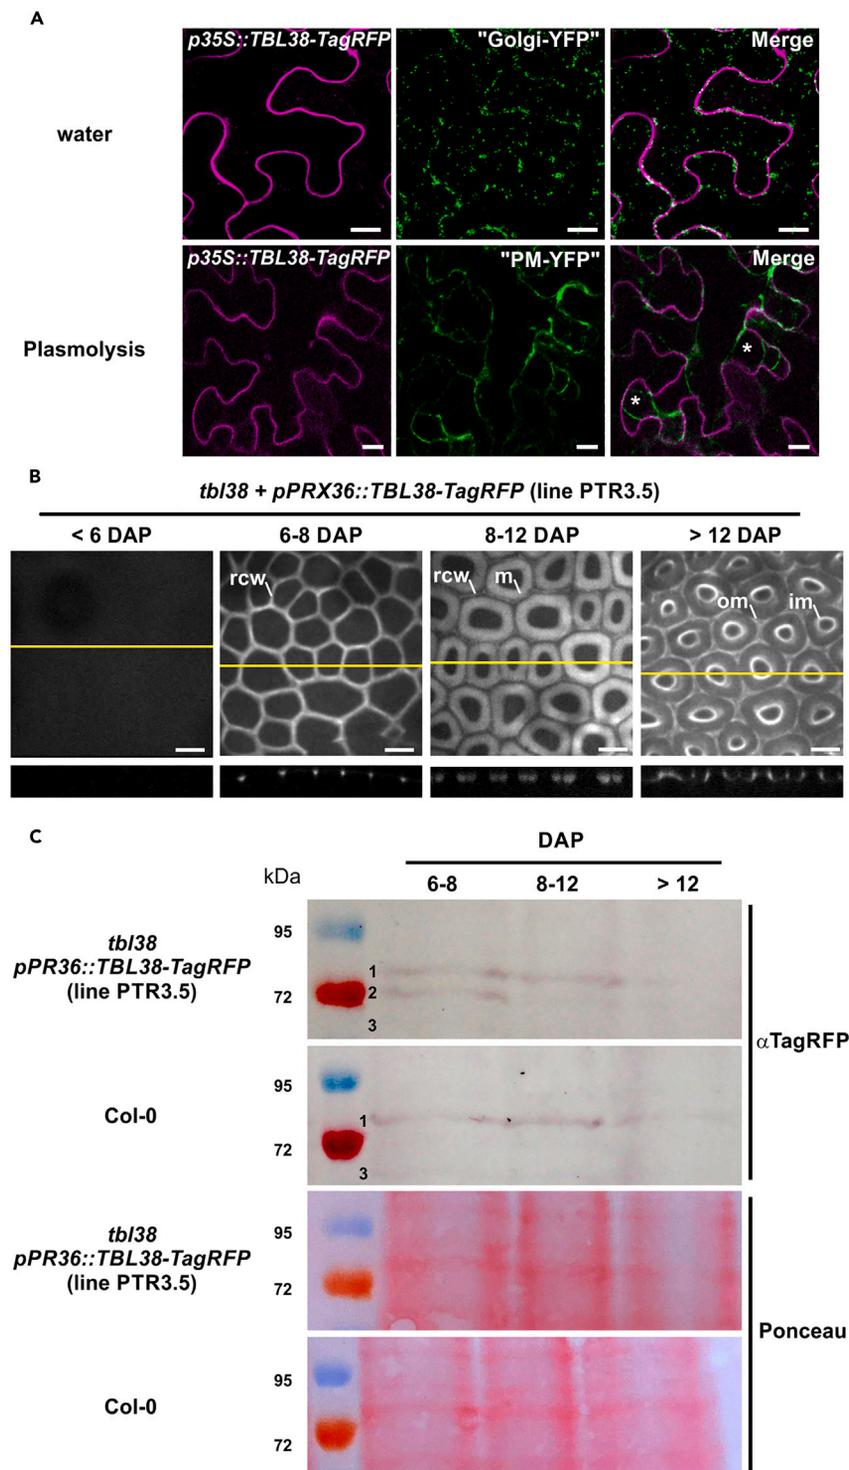 A
p35S::TBL38-TagRFP "Golgi-YFP" Merge
water
p35S::TBL38-TagRFP "PM-YFP" Merge
Plasmolysis
*
*
B
tbl38 + pPRX36::TBL38-TagRFP (line PTR3.5)
< 6 DAP 6-8 DAP 8-12 DAP > 12 DAP
rcw rcw m om im
C
DAP
kDa
6-8 8-12 > 12
95
tbl38
pPR36::TBL38-TagRFP
(line PTR3.5)
1
72 2
3
αTagRFP
95
Col-0
1
72
3
tbl38
pPR36::TBL38-TagRFP
(line PTR3.5)
95
72
Ponceau
95
Col-0
72